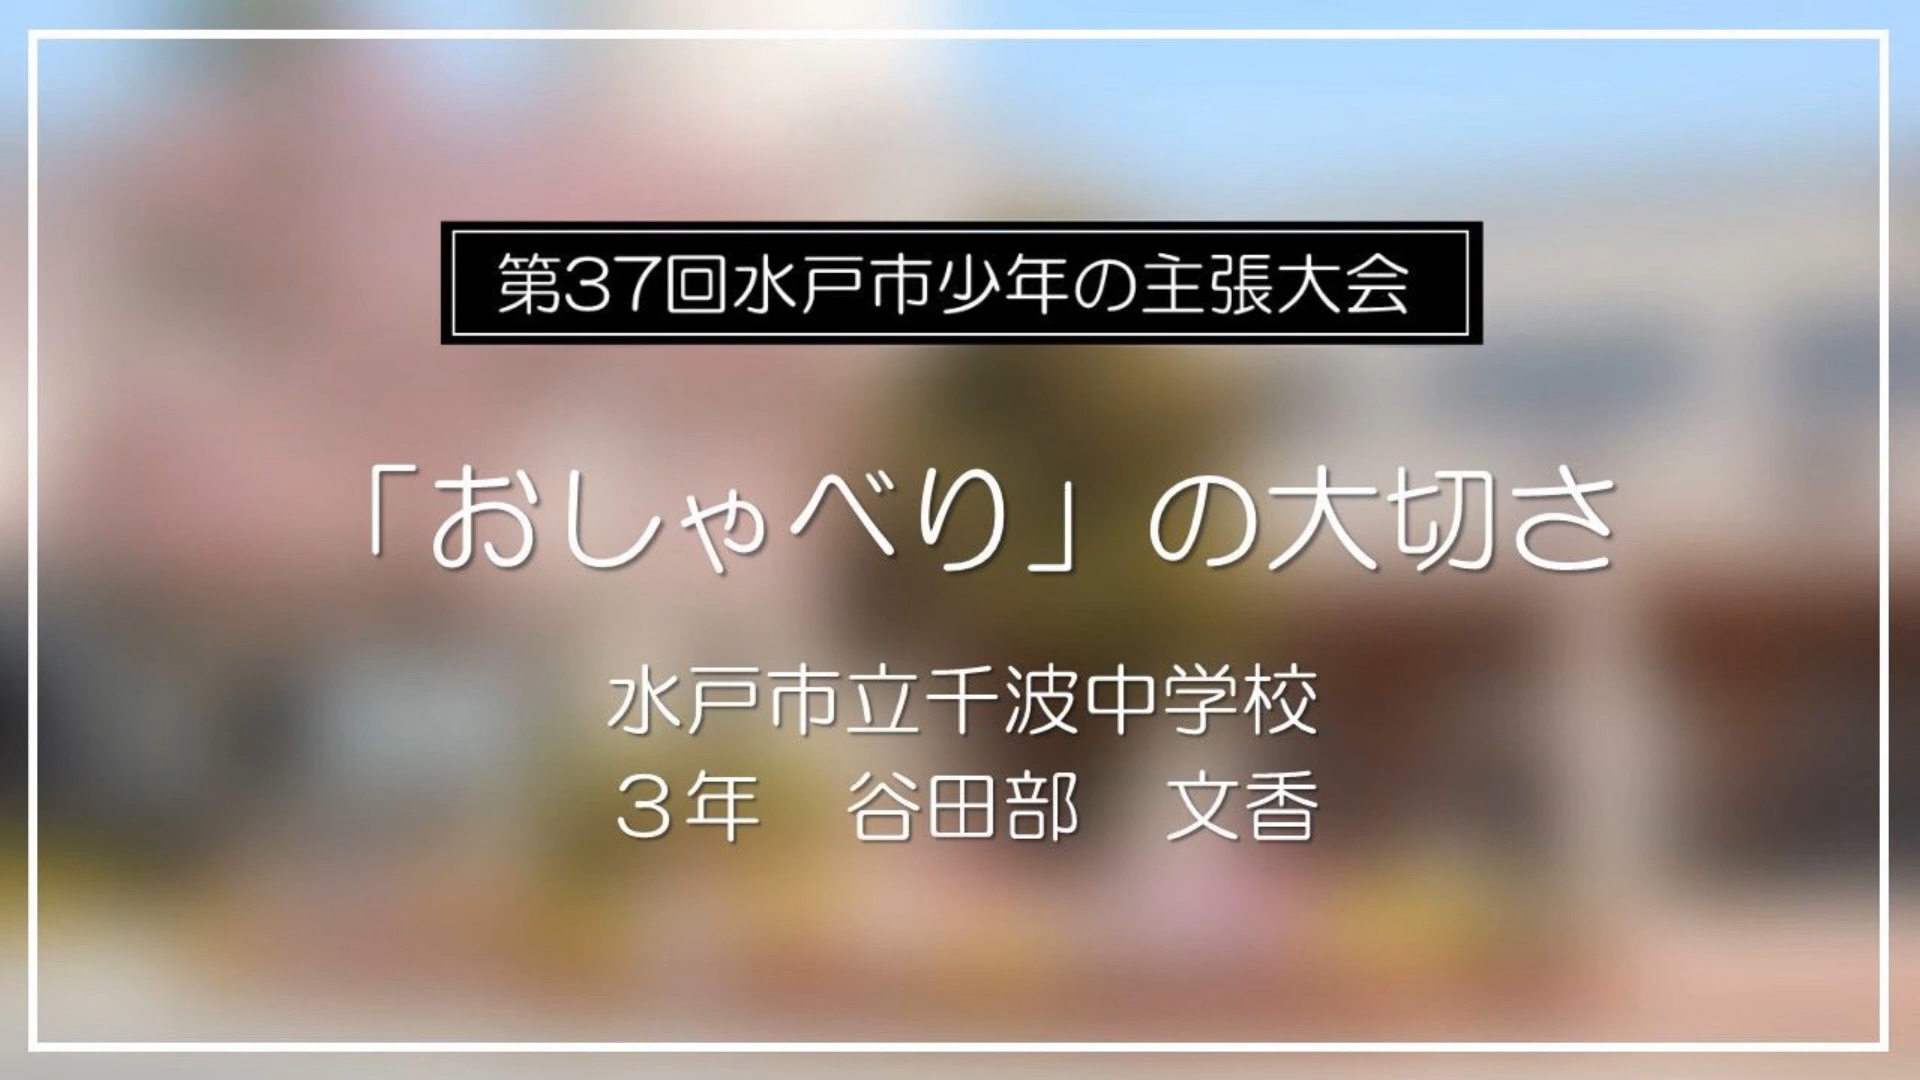 第37回水戸市少年の主張大会
「おしゃべり」の大切さ
水戸市立千波中学校
３年　谷田部　文香